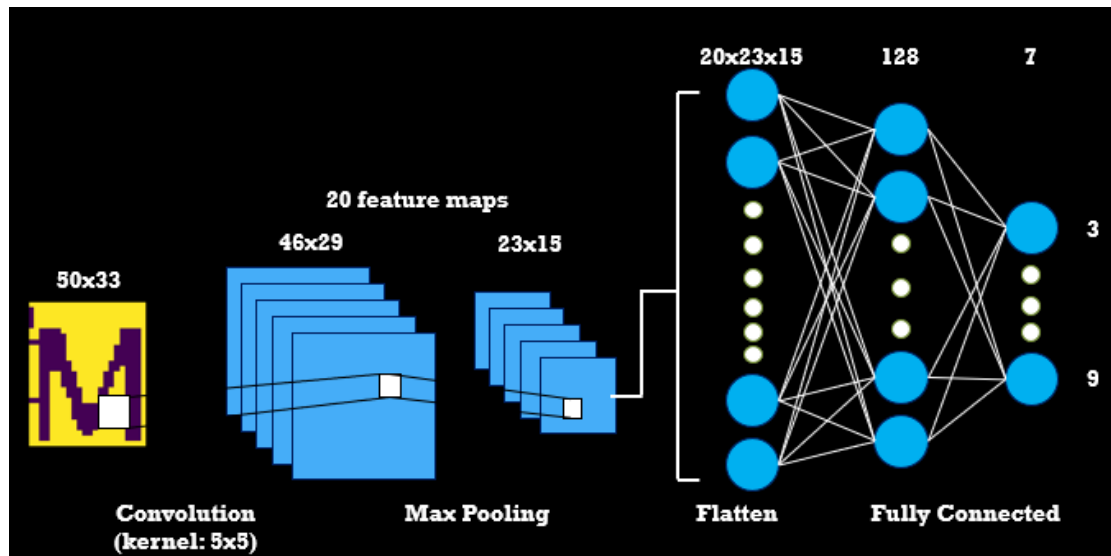 20x23x15
128
7
20 feature maps
46x29
23x15
50x33
3
9
Convolution
(kernel: 5x5)
Max Pooling
Flatten
Fully Connected